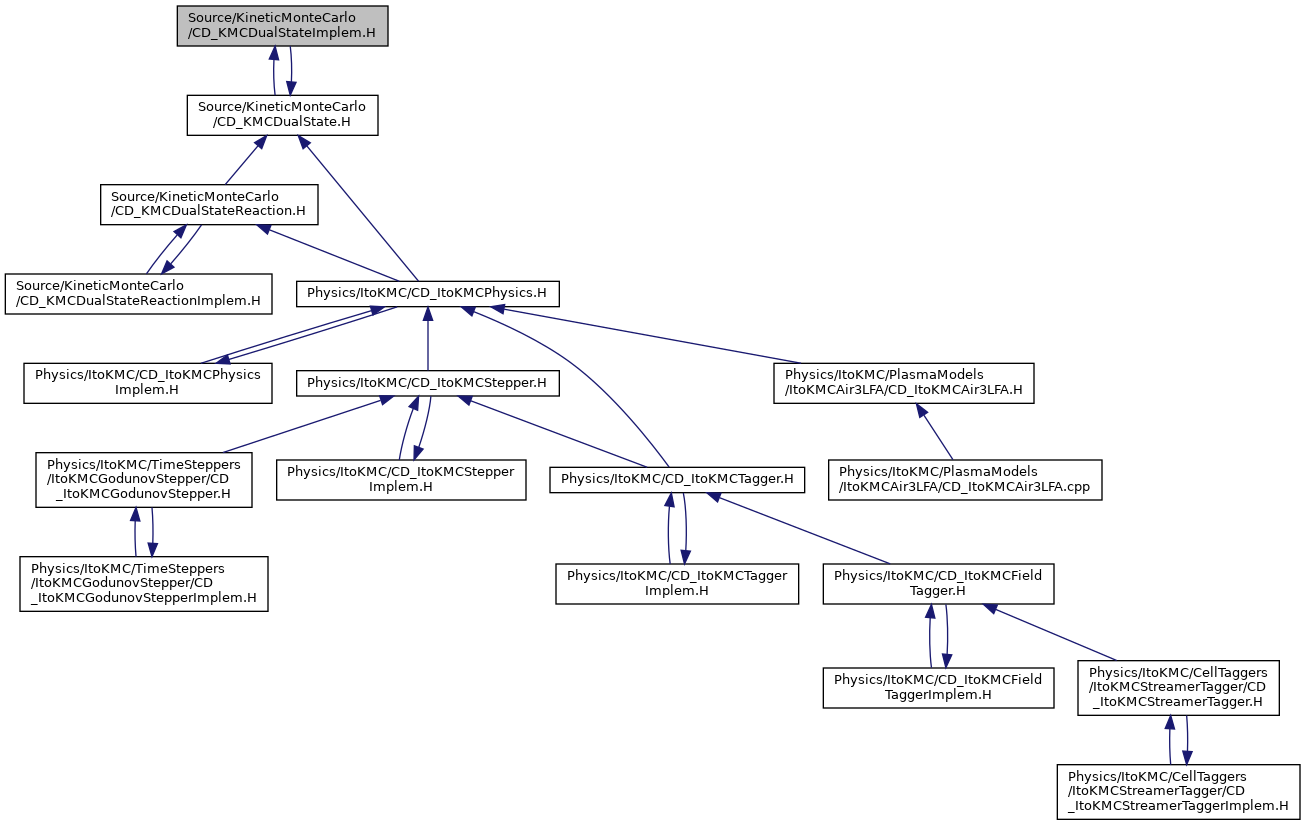 Source/KineticMonteCarlo
/CD_KMCDualStateImplem.H
Source/KineticMonteCarlo
/CD_KMCDualState.H
Source/KineticMonteCarlo
/CD_KMCDualStateReaction.H
Source/KineticMonteCarlo
/CD_KMCDualStateReactionImplem.H
Physics/ItoKMC/CD_ItoKMCPhysics.H
Physics/ItoKMC/CD_ItoKMCPhysics
Implem.H
Physics/ItoKMC/CD_ItoKMCStepper.H
Physics/ItoKMC/PlasmaModels
/ItoKMCAir3LFA/CD_ItoKMCAir3LFA.H
Physics/ItoKMC/TimeSteppers
/ItoKMCGodunovStepper/CD
_ItoKMCGodunovStepper.H
Physics/ItoKMC/CD_ItoKMCStepper
Implem.H
Physics/ItoKMC/CD_ItoKMCTagger.H
Physics/ItoKMC/PlasmaModels
/ItoKMCAir3LFA/CD_ItoKMCAir3LFA.cpp
Physics/ItoKMC/TimeSteppers
/ItoKMCGodunovStepper/CD
_ItoKMCGodunovStepperImplem.H
Physics/ItoKMC/CD_ItoKMCTagger
Implem.H
Physics/ItoKMC/CD_ItoKMCField
Tagger.H
Physics/ItoKMC/CD_ItoKMCField
TaggerImplem.H
Physics/ItoKMC/CellTaggers
/ItoKMCStreamerTagger/CD
_ItoKMCStreamerTagger.H
Physics/ItoKMC/CellTaggers
/ItoKMCStreamerTagger/CD
_ItoKMCStreamerTaggerImplem.H